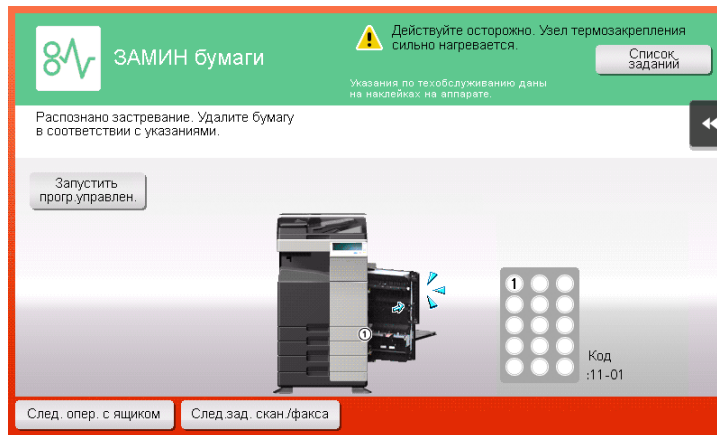 ЗАМИН бумаги
Действуйте осторожно. Узел термозакрепления
сильно нагревается.
Список
заданий
Указания по техобслуживанию даны
на наклейках на аппарате.
Распознано застревание. Удалите бумагу
в соответствии с указаниями.
Запустить
прогр.управлен.
1
1
Код
:11-01
След. опер. с ящиком
След.зад. скан./факса